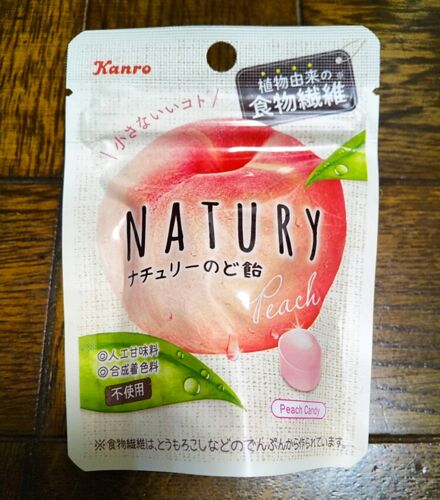 Kanro
植物由来の※
食物繊維
小さないいコト
NATURY
ナチュリーのど飴
Peach
◎人工甘味料
◎合成着色料
不使用
Peach Candy
※食物繊維は、とうもろこしなどのでんぷんから作られています。